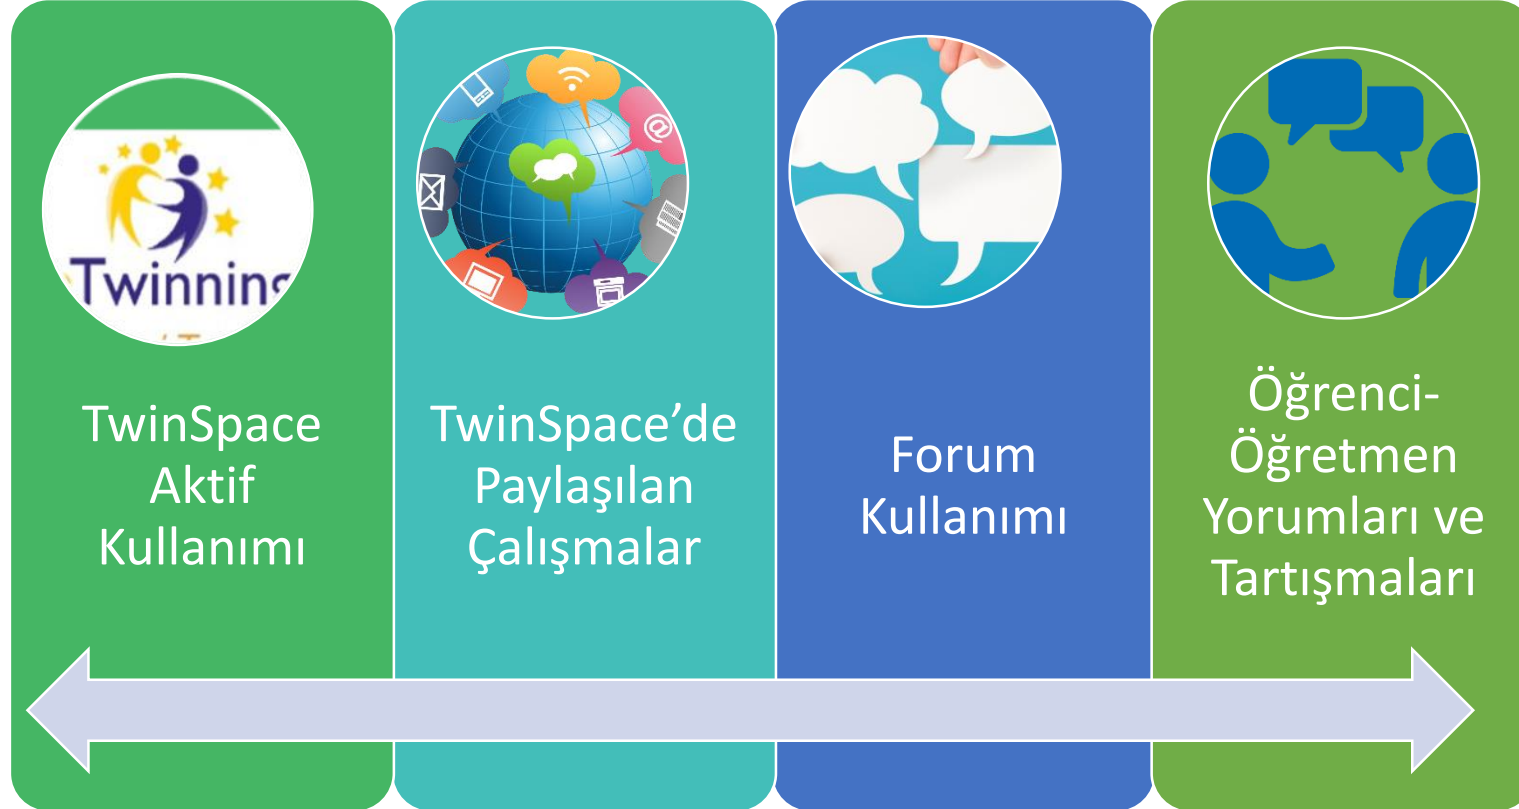 Twinning
@
TwinSpace
Aktif
Kullanımı
TwinSpace’de
Paylaşılan
Çalışmalar
Forum
Kullanımı
Öğrenci-
Öğretmen
Yorumları ve
Tartışmaları